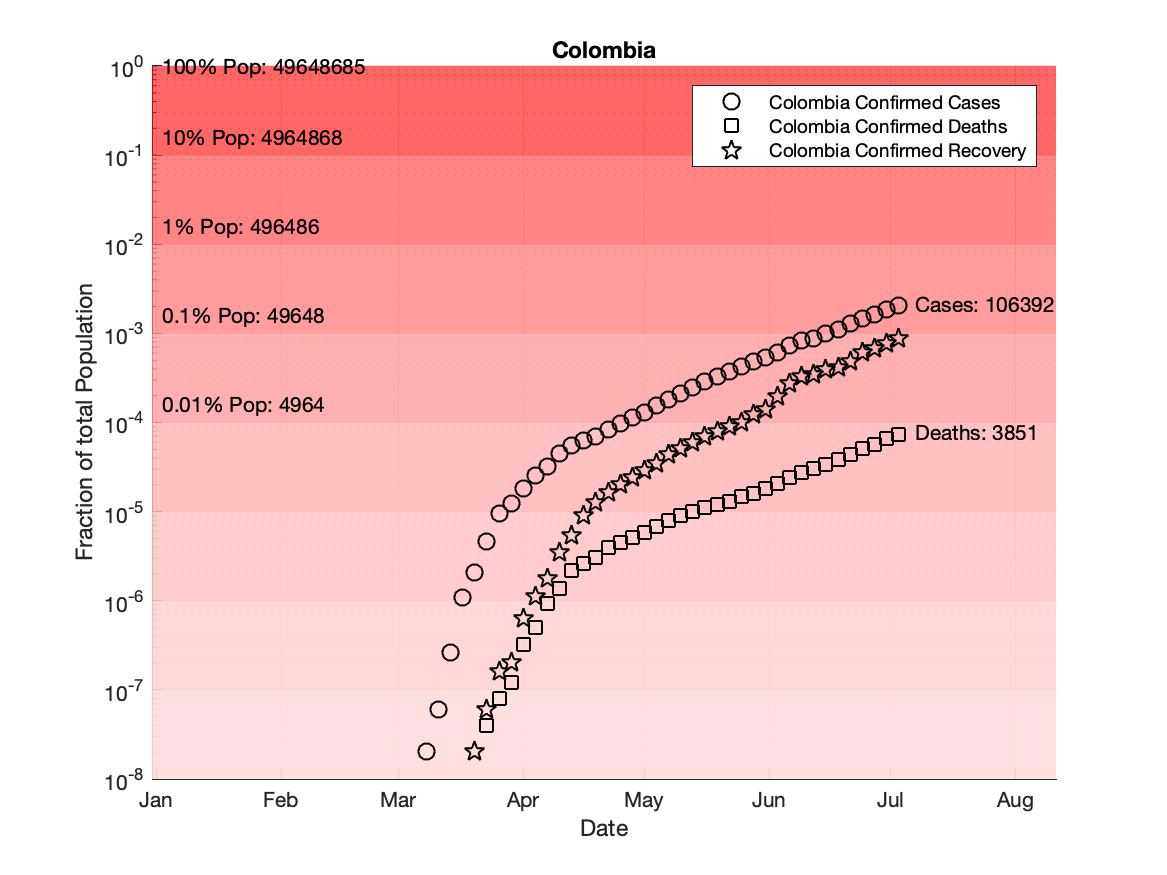 Colombia
10^0
100% Pop: 49648685
Colombia Confirmed Cases
Colombia Confirmed Deaths
Colombia Confirmed Recovery
10% Pop: 4964868
10^-1
1% Pop: 496486
10^-2
Cases: 106392
0.1% Pop: 49648
10^-3
0.01% Pop: 4964
10^-4
Deaths: 3851
10^-5
10^-6
10^-7
10^-8
Fraction of total Population
Jan Feb Mar Apr May Jun Jul Aug
Date